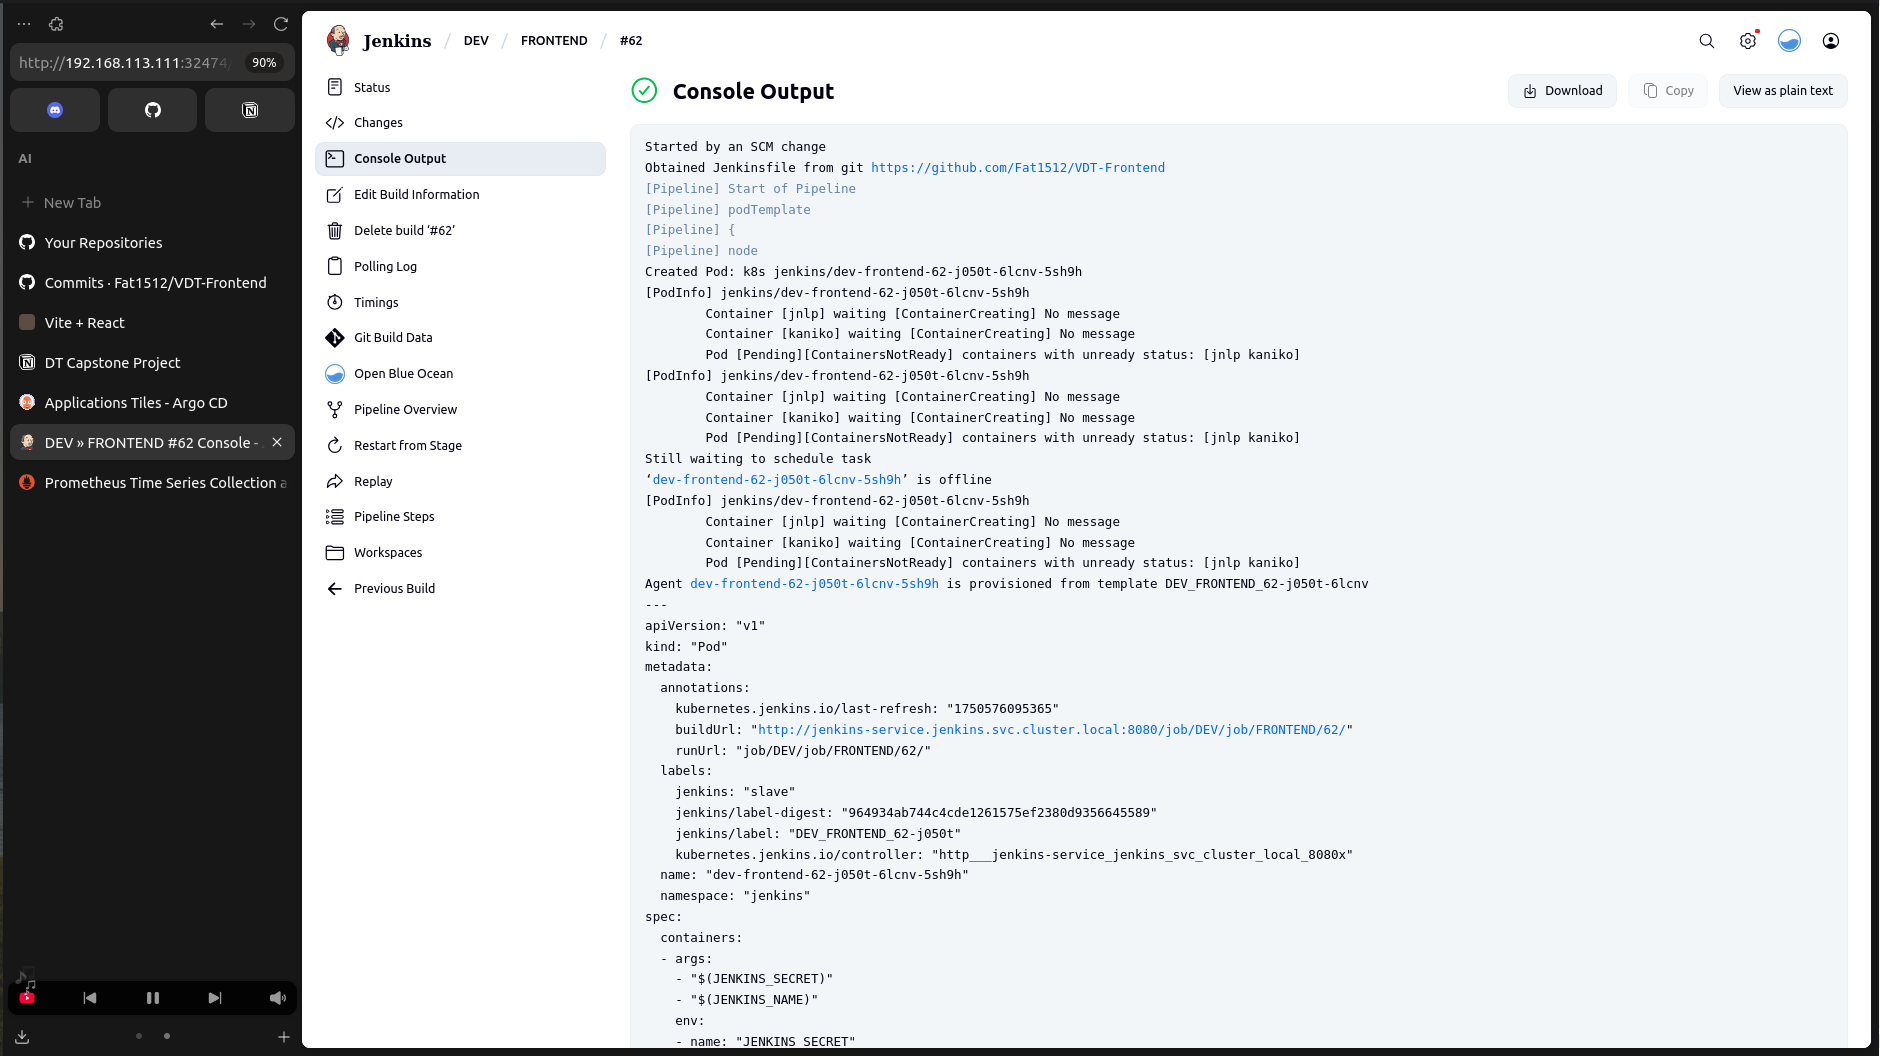 http://192.168.113.111:32474/
90%
AI
New Tab
Your Repositories
Commits · Fat1512/VDT-Frontend
Vite + React
DT Capstone Project
Applications Tiles - Argo CD
DEV » FRONTEND #62 Console -
Prometheus Time Series Collection a
Jenkins / DEV / FRONTEND / #62
Status
Changes
Console Output
Edit Build Information
Delete build ‘#62’
Polling Log
Timings
Git Build Data
Open Blue Ocean
Pipeline Overview
Restart from Stage
Replay
Pipeline Steps
Workspaces
Previous Build
Console Output
Download
Copy
View as plain text
Started by an SCM change
Obtained Jenkinsfile from git https://github.com/Fat1512/VDT-Frontend
[Pipeline] Start of Pipeline
[Pipeline] podTemplate
[Pipeline] {
[Pipeline] node
Created Pod: k8s jenkins/dev-frontend-62-j050t-6lcnv-5sh9h
[PodInfo] jenkins/dev-frontend-62-j050t-6lcnv-5sh9h
Container [jnlp] waiting [ContainerCreating] No message
Container [kaniko] waiting [ContainerCreating] No message
Pod [Pending][ContainersNotReady] containers with unready status: [jnlp kaniko]
[PodInfo] jenkins/dev-frontend-62-j050t-6lcnv-5sh9h
Container [jnlp] waiting [ContainerCreating] No message
Container [kaniko] waiting [ContainerCreating] No message
Pod [Pending][ContainersNotReady] containers with unready status: [jnlp kaniko]
Still waiting to schedule task
‘dev-frontend-62-j050t-6lcnv-5sh9h’ is offline
[PodInfo] jenkins/dev-frontend-62-j050t-6lcnv-5sh9h
Container [jnlp] waiting [ContainerCreating] No message
Container [kaniko] waiting [ContainerCreating] No message
Pod [Pending][ContainersNotReady] containers with unready status: [jnlp kaniko]
Agent dev-frontend-62-j050t-6lcnv-5sh9h is provisioned from template DEV_FRONTEND_62-j050t-6lcnv
---
apiVersion: "v1"
kind: "Pod"
metadata:
annotations:
kubernetes.jenkins.io/last-refresh: "1750576095365"
buildUrl: "http://jenkins-service.jenkins.svc.cluster.local:8080/job/DEV/job/FRONTEND/62/"
runUrl: "job/DEV/job/FRONTEND/62/"
labels:
jenkins: "slave"
jenkins/label-digest: "964934ab744c4cde1261575ef2380d9356645589"
jenkins/label: "DEV_FRONTEND_62-j050t"
kubernetes.jenkins.io/controller: "http___jenkins-service_jenkins_svc_cluster_local_8080x"
name: "dev-frontend-62-j050t-6lcnv-5sh9h"
namespace: "jenkins"
spec:
containers:
- args:
- "$(JENKINS_SECRET)"
- "$(JENKINS_NAME)"
env:
- name: "JENKINS_SECRET"